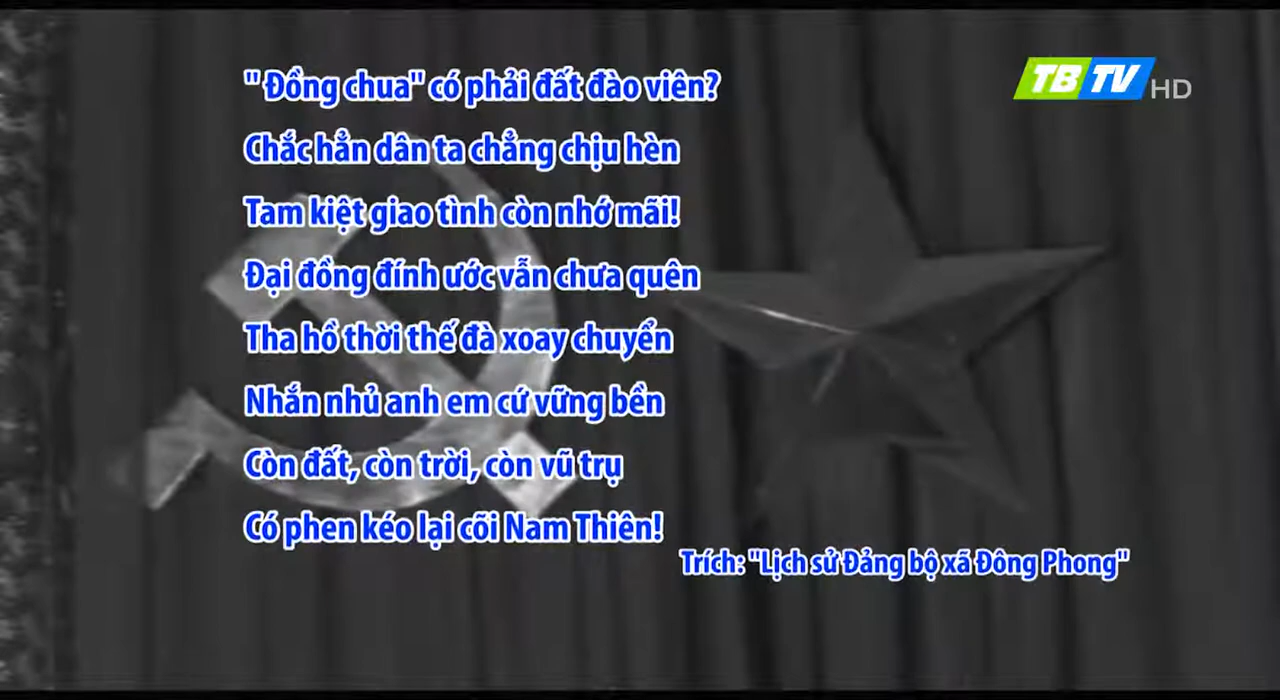 TBTV HD
" Đồng chua" có phải đất đào viên?
Chắc hẳn dân ta chẳng chịu hèn
Tam kiệt giao tình còn nhớ mãi!
Đại đồng đính ước vẫn chưa quên
Tha hồ thời thế đà xoay chuyển
Nhắn nhủ anh em cứ vững bền
Còn đất, còn trời, còn vũ trụ
Có phen kéo lại cõi Nam Thiên!
Trích: "Lịch sử Đảng bộ xã Đông Phong"